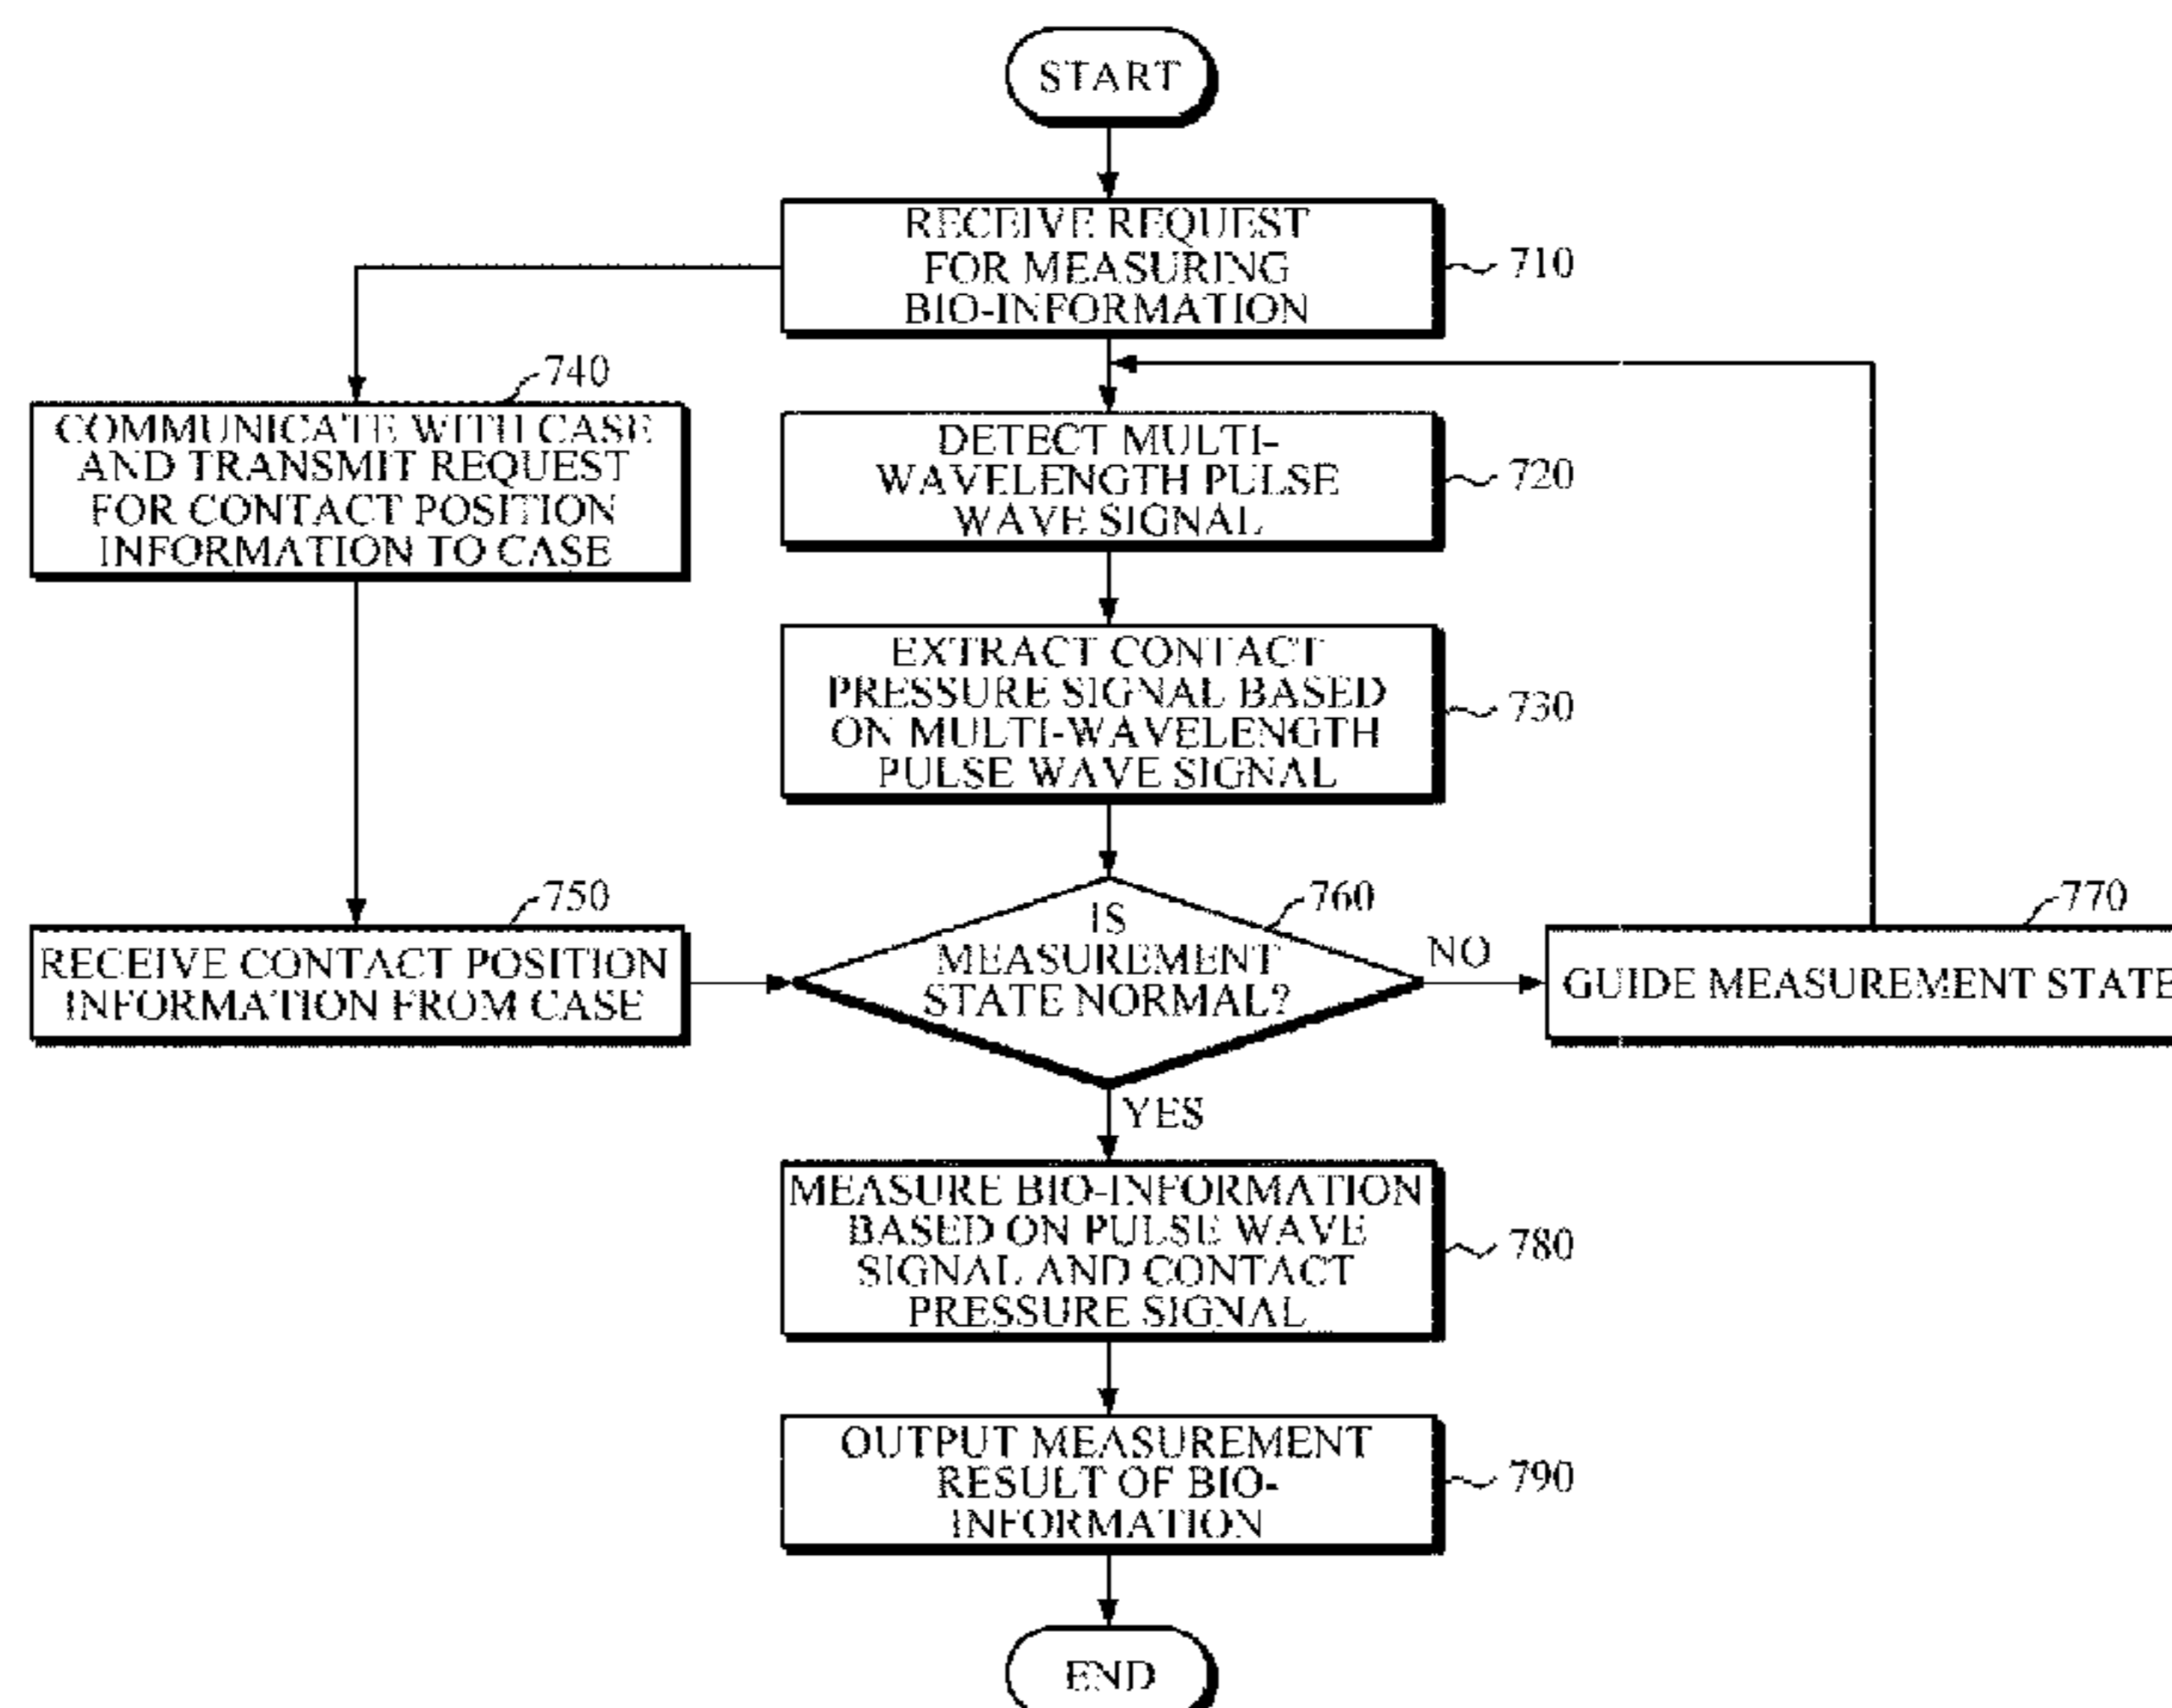 START
RECEIVE REQUEST
FOR MEASURING
BIO-INFORMATION
710
740
COMMUNICATE WITH CASE
AND TRANSMIT REQUEST
FOR CONTACT POSITION
INFORMATION TO CASE
DETECT MULTI-
WAVELENGTH PULSE
WAVE SIGNAL
720
EXTRACT CONTACT
PRESSURE SIGNAL BASED
ON MULTI-WAVELENGTH
PULSE WAVE SIGNAL
730
750
RECEIVE CONTACT POSITION
INFORMATION FROM CASE
760
IS
MEASUREMENT
STATE NORMAL?
NO
770
GUIDE MEASUREMENT STATE
YES
MEASURE BIO-INFORMATION
BASED ON PULSE WAVE
SIGNAL AND CONTACT
PRESSURE SIGNAL
780
OUTPUT MEASUREMENT
RESULT OF BIO-
INFORMATION
790
END